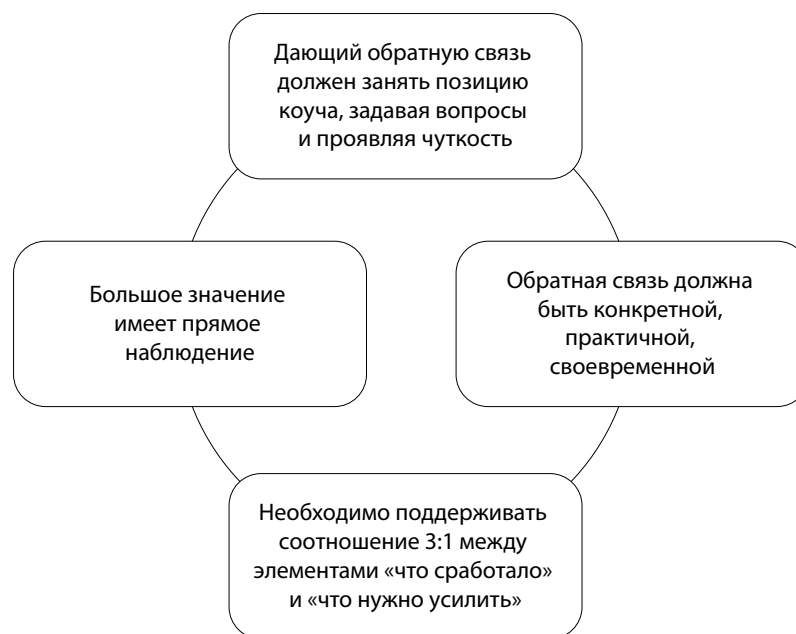 Дающий обратную связь
должен занять позицию
коуча, задавая вопросы
и проявляя чуткость
Большое значение
имеет прямое
наблюдение
Обратная связь должна
быть конкретной,
практичной,
своевременной
Необходимо поддерживать
соотношение 3:1 между
элементами «что сработало»
и «что нужно усилить»